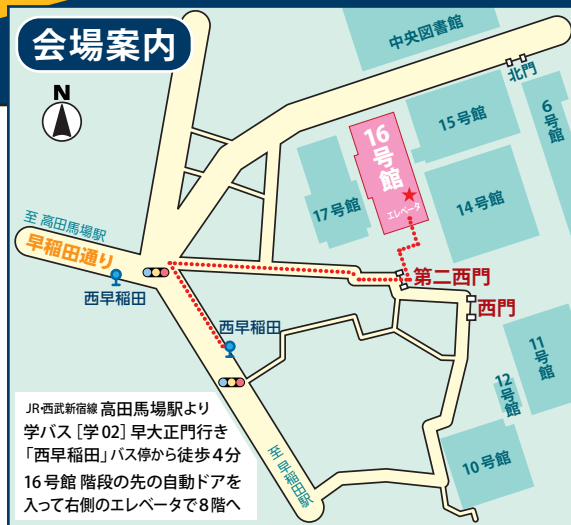 会場案内
N
中央図書館
北門
15号館
6号館
16号館
エレベータ
17号館
14号館
至 高田馬場駅
早稲田通り
西早稲田
西早稲田
第二西門
西門
11号館
12号館
10号館
至 早稲田駅
JR・西武新宿線 高田馬場駅より
学バス［学02］早大正門行き
「西早稲田」バス停から徒歩4分
16号館 階段の先の自動ドアを
入って右側のエレベータで8階へ